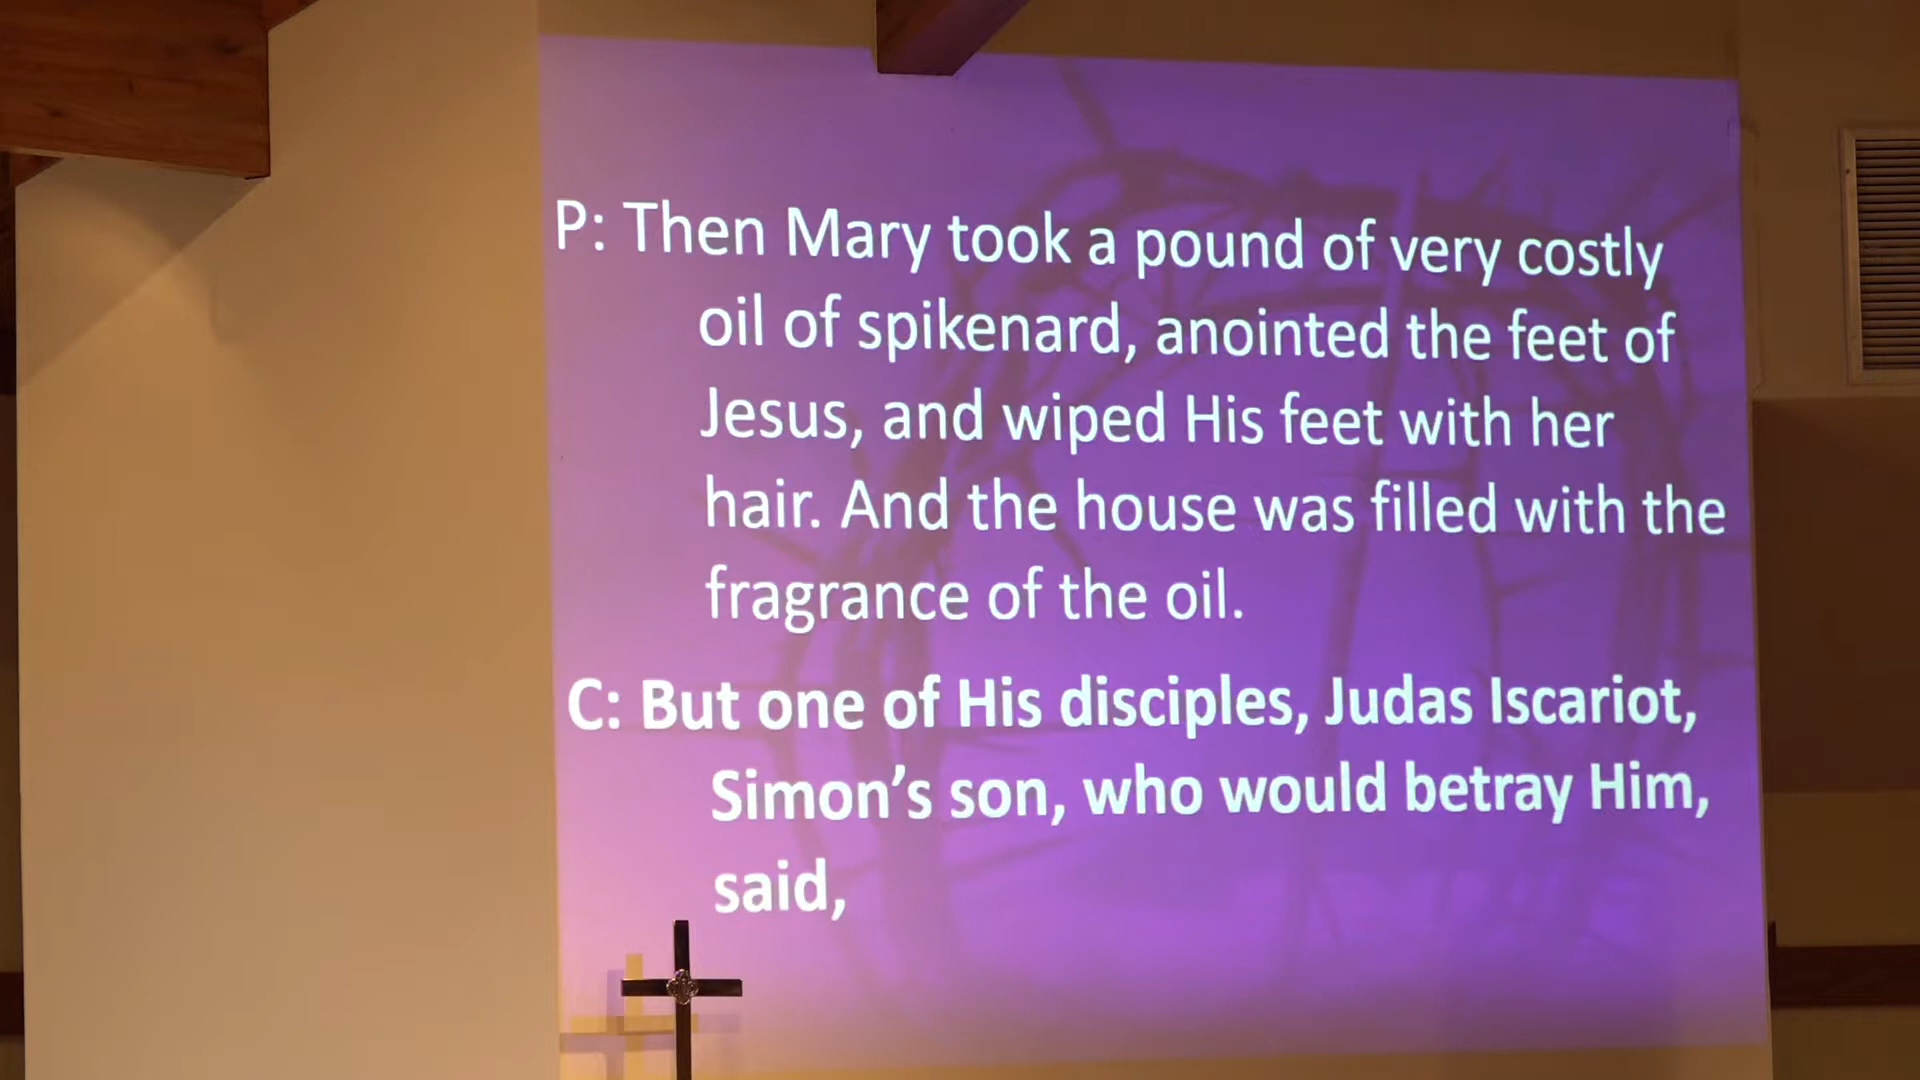 P: Then Mary took a pound of very costly
oil of spikenard, anointed the feet of
Jesus, and wiped His feet with her
hair. And the house was filled with the
fragrance of the oil.
C: But one of His disciples, Judas Iscariot,
Simon’s son, who would betray Him,
said,